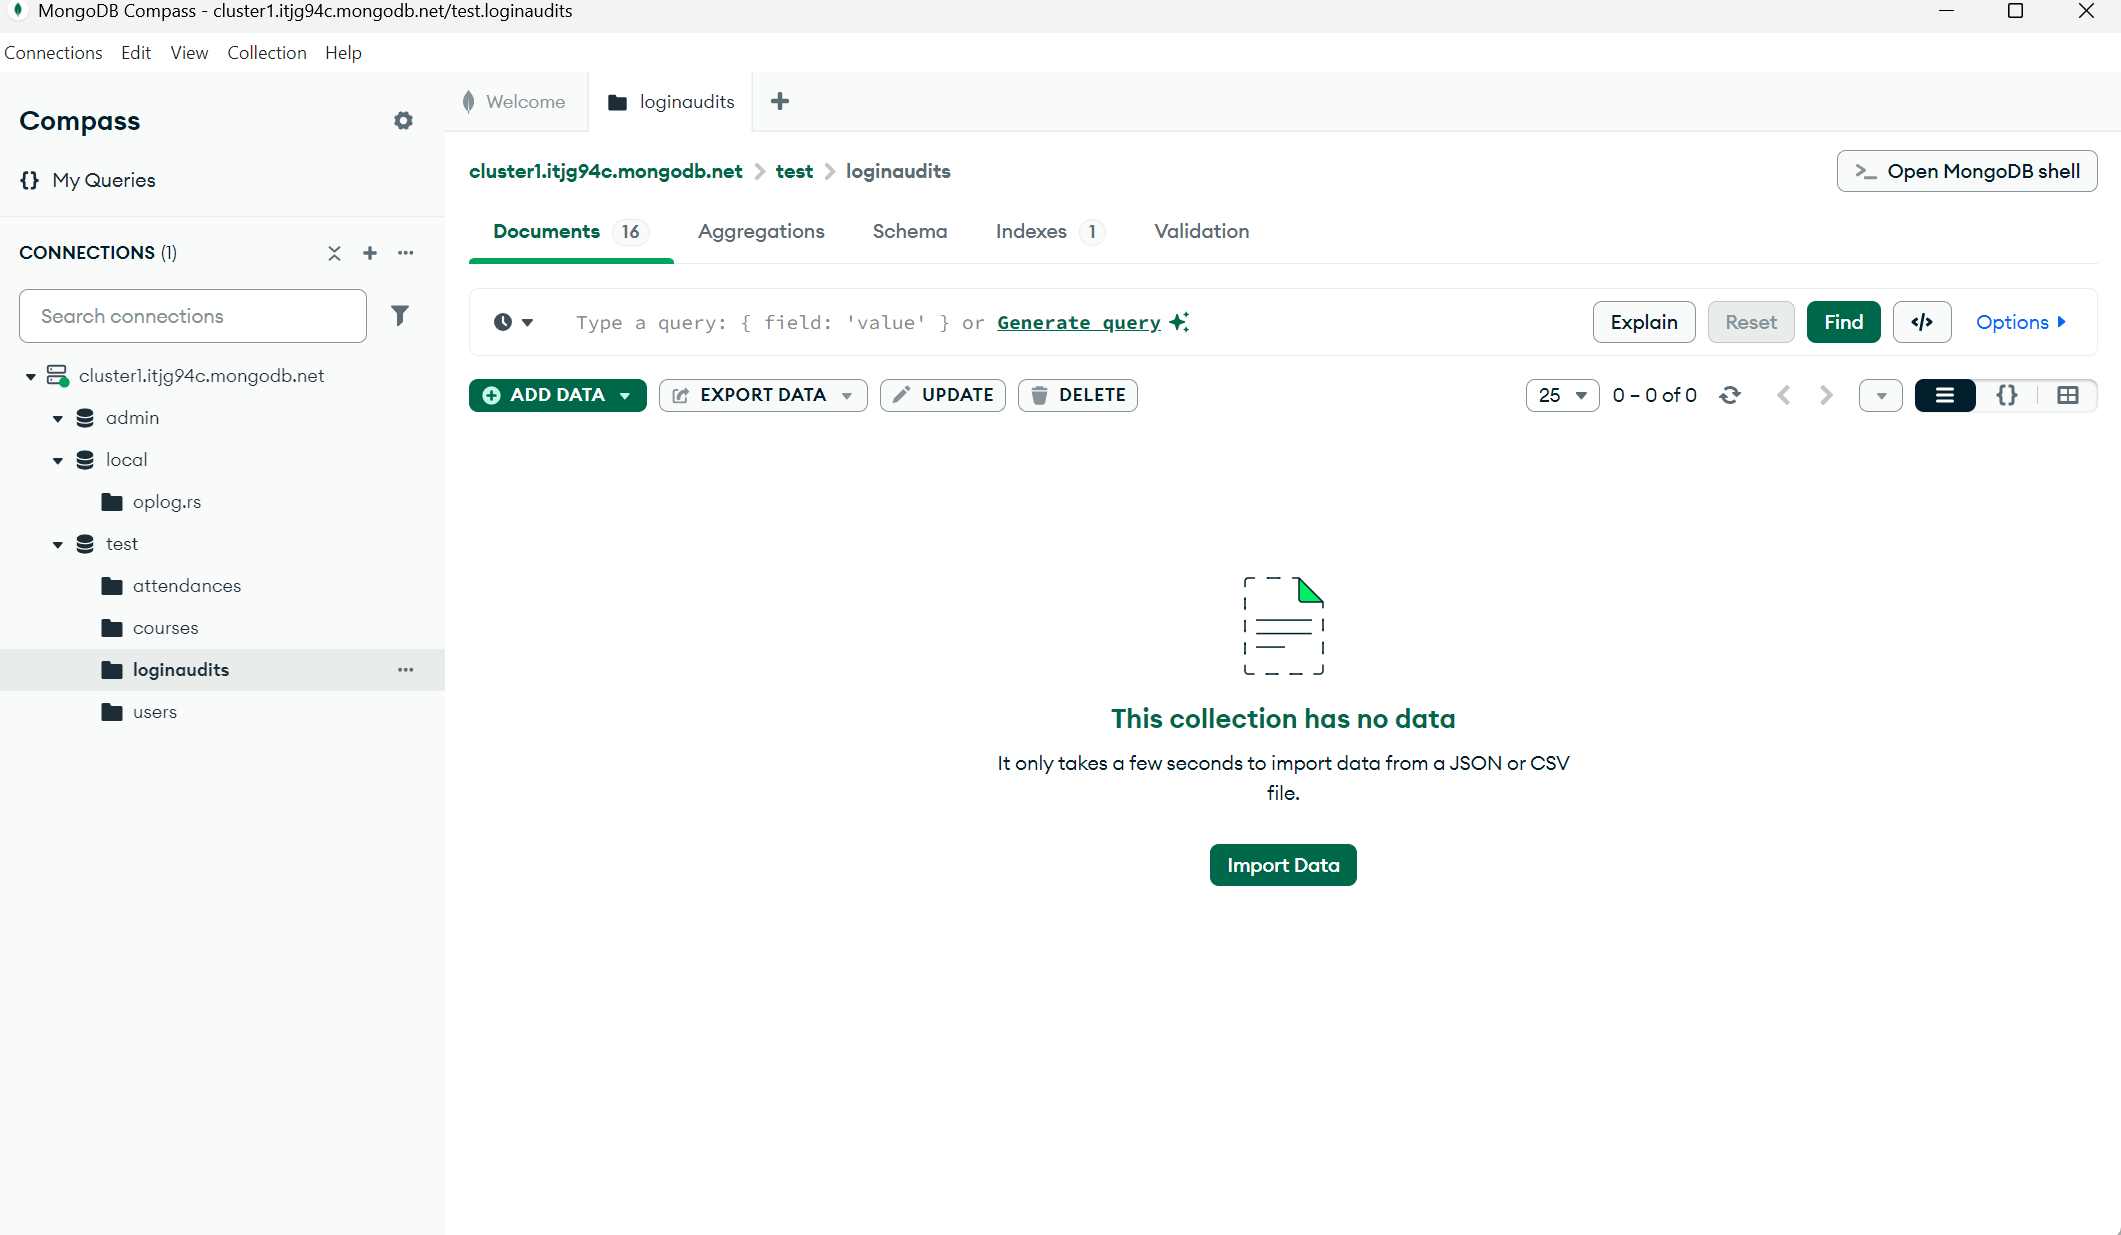 MongoDB Compass - cluster1.itjg94c.mongodb.net/test.loginaudits
Connections Edit View Collection Help
Compass
{} My Queries
CONNECTIONS (1)
Search connections
cluster1.itjg94c.mongodb.net
admin
local
oplog.rs
test
attendances
courses
loginaudits
users
Welcome
loginaudits
cluster1.itjg94c.mongodb.net > test > loginaudits
>_ Open MongoDB shell
Documents 16 Aggregations Schema Indexes 1 Validation
Type a query: { field: 'value' } or Generate query
Explain Reset Find </> Options
ADD DATA EXPORT DATA UPDATE DELETE
25 0 – 0 of 0 {}
This collection has no data
It only takes a few seconds to import data from a JSON or CSV
file.
Import Data